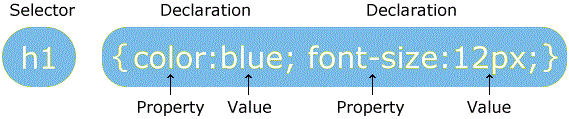 Selector Declaration Declaration
h1 {color:blue; font-size:12px;}
Property Value Property Value